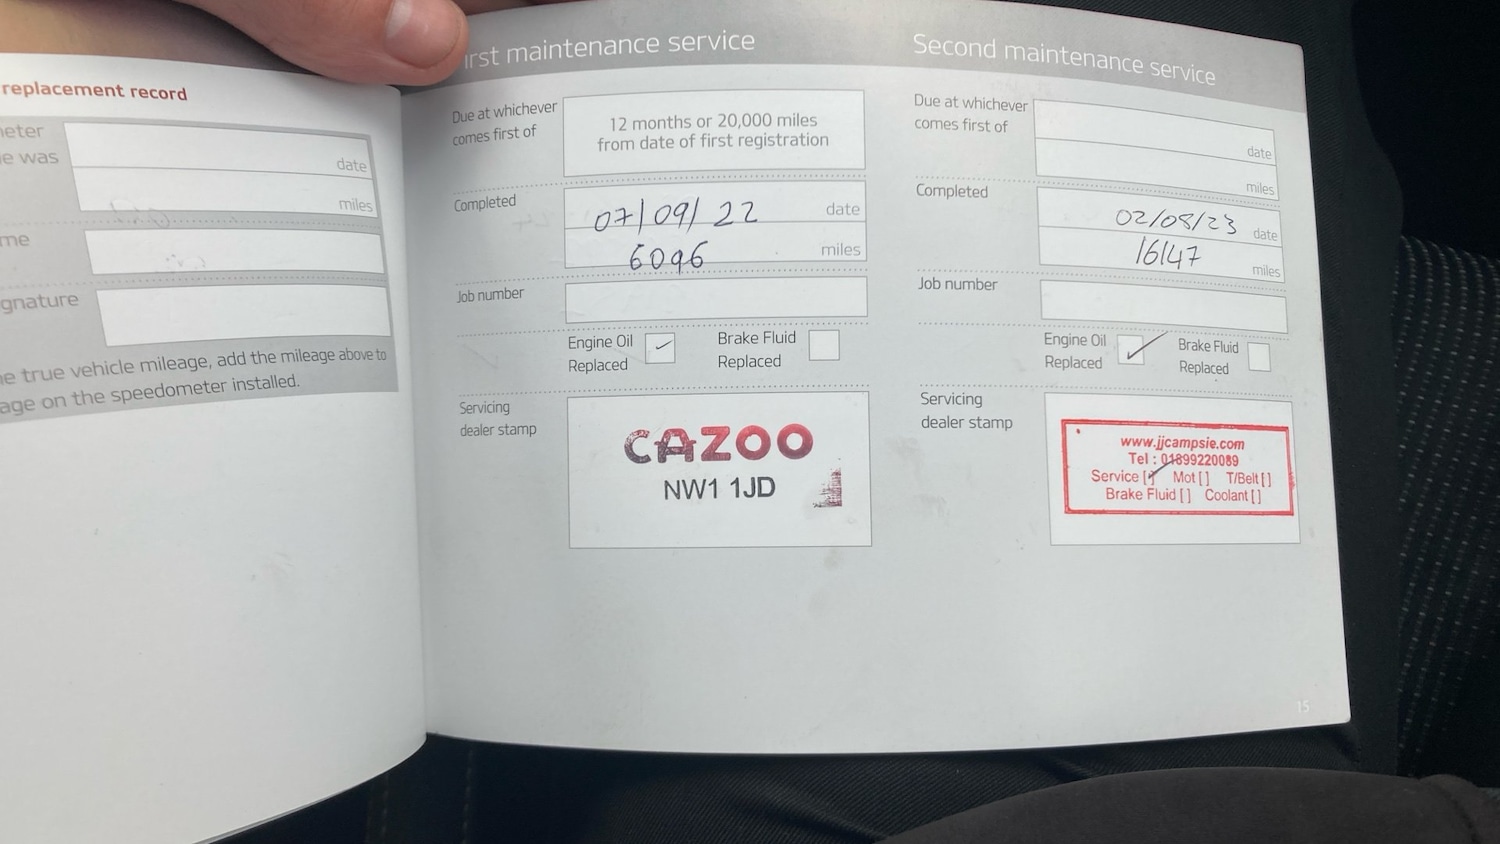 replacement record
date
miles
gnature
e true vehicle mileage, add the mileage above to
age on the speedometer installed.
irst maintenance service
Due at whichever
comes first of
12 months or 20,000 miles
from date of first registration
Completed
07/09/22 date
6096 miles
Job number
Engine Oil
Replaced
Brake Fluid
Replaced
Servicing
dealer stamp
CAZOO
NW1 1JD
Second maintenance service
Due at whichever
comes first of
date
miles
Completed
02/08/23 date
16147 miles
Job number
Engine Oil
Replaced
Brake Fluid
Replaced
Servicing
dealer stamp
www.jjcampsie.com
Tel : 01899220089
Service [✓] Mot [ ] T/Belt [ ]
Brake Fluid [ ] Coolant [ ]
15